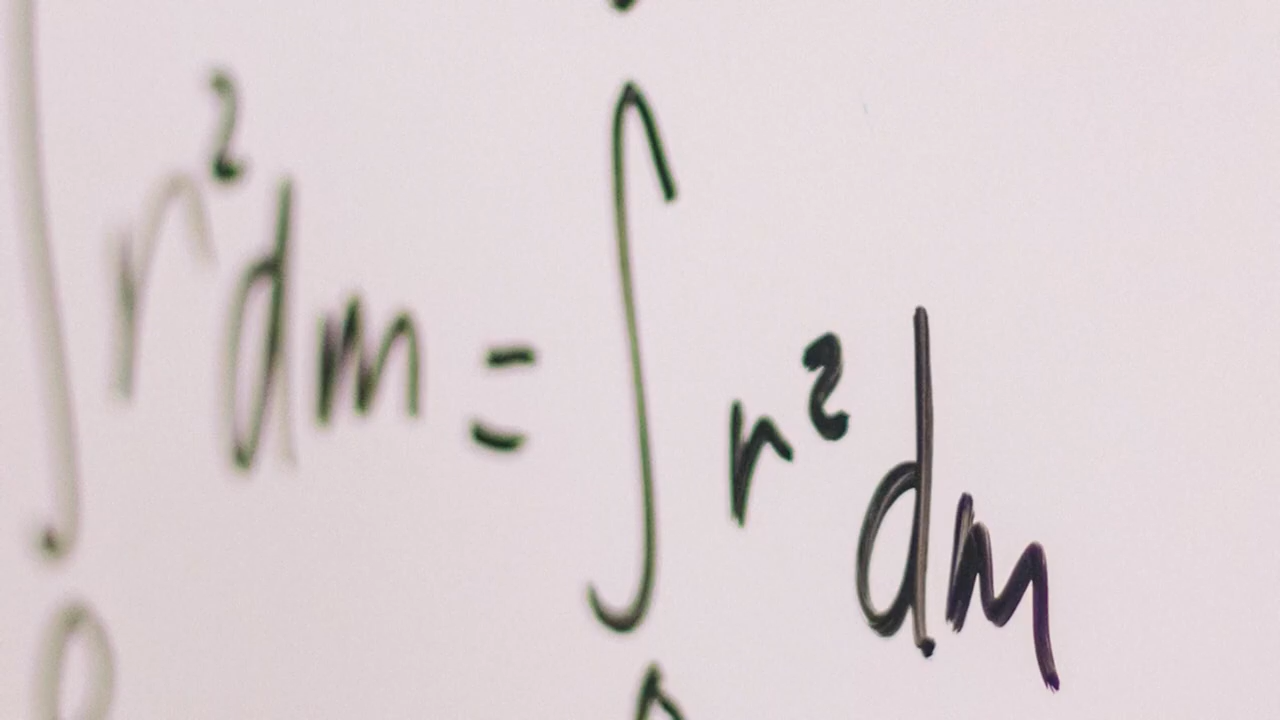 ∫r²dm = ∫r²dm